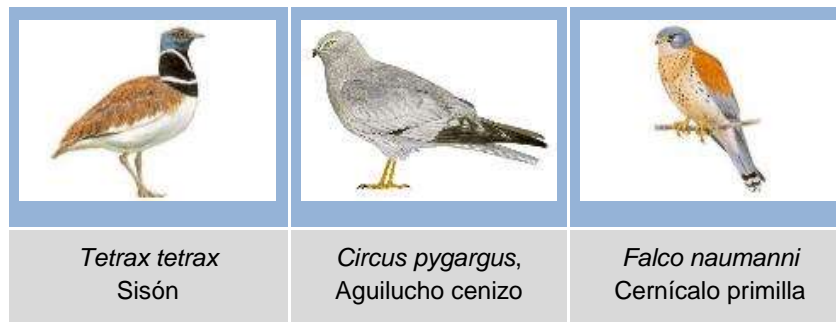 Tetrax tetrax
Sisón
Circus pygargus,
Aguilucho cenizo
Falco naumanni
Cernícalo primilla